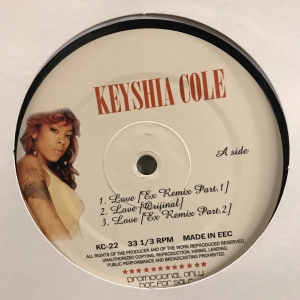 KEYSHIA COLE
A side
1. Love [Ex Remix Part.1]
2. Love [Orijinal]
3. Love [Ex Remix Part.2]
KC-22 33 1/3 RPM MADE IN EEC
ALL RIGHTS OF THE PRODUCER AND OF THE WORK REPRODUCED RESERVED,
UNAUTHORIZED COPYING, REPRODUCTION, HIRING, LENDING,
PUBLIC PERFORMANCE AND BROADCASTING PROHIBITED.
promotional only
not for sale